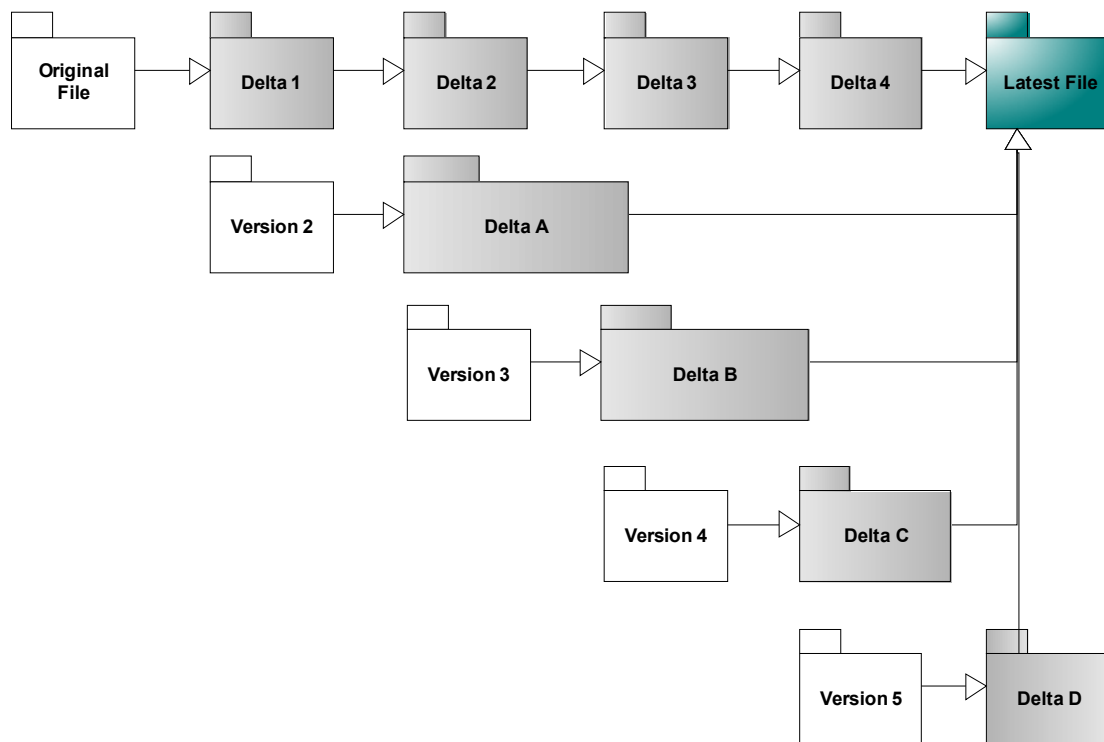 Original
File
Delta 1
Delta 2
Delta 3
Delta 4
Latest File
Version 2
Delta A
Version 3
Delta B
Version 4
Delta C
Version 5
Delta D